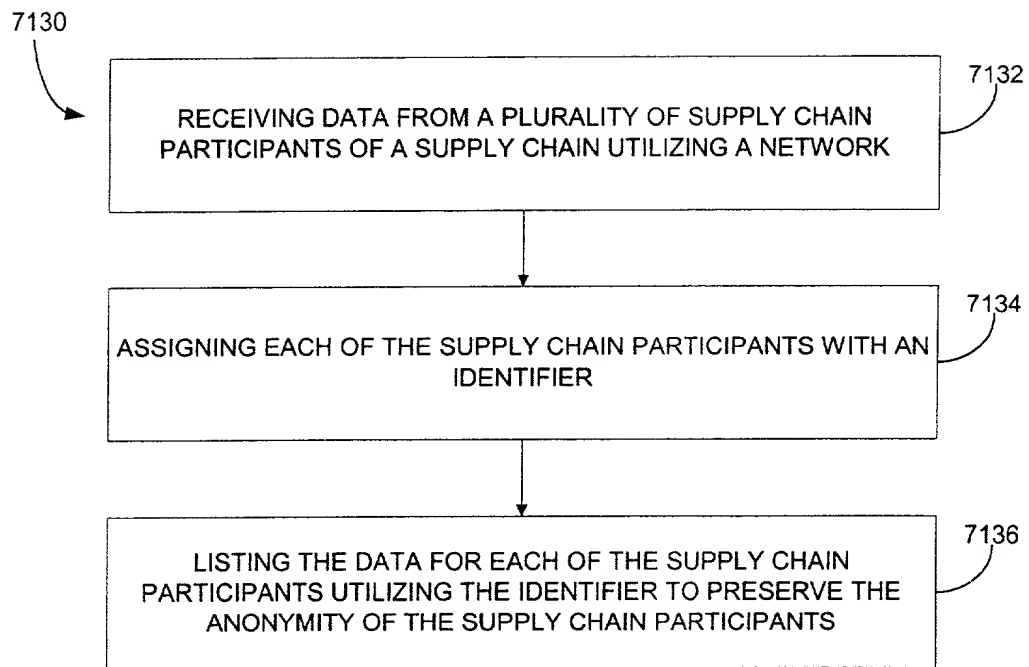 7130
7132
RECEIVING DATA FROM A PLURALITY OF SUPPLY CHAIN
PARTICIPANTS OF A SUPPLY CHAIN UTILIZING A NETWORK
7134
ASSIGNING EACH OF THE SUPPLY CHAIN PARTICIPANTS WITH AN
IDENTIFIER
7136
LISTING THE DATA FOR EACH OF THE SUPPLY CHAIN
PARTICIPANTS UTILIZING THE IDENTIFIER TO PRESERVE THE
ANONYMITY OF THE SUPPLY CHAIN PARTICIPANTS